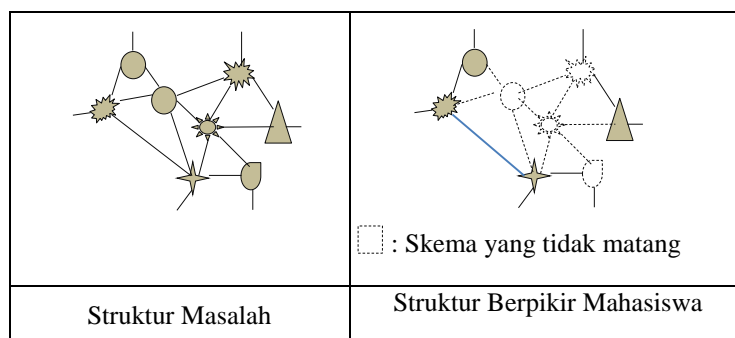 : Skema yang tidak matang
Struktur Masalah
Struktur Berpikir Mahasiswa